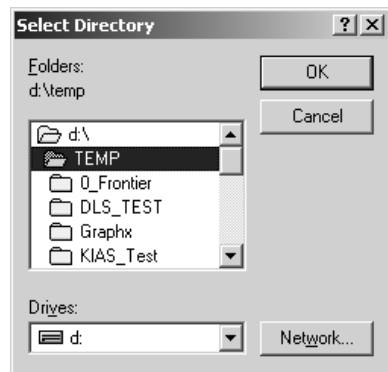 Select Directory
Folders:
d:\temp
OK
Cancel
d:\
TEMP
0_Frontier
DLS_TEST
Graphx
KIAS_Test
Drives:
d:
Network...